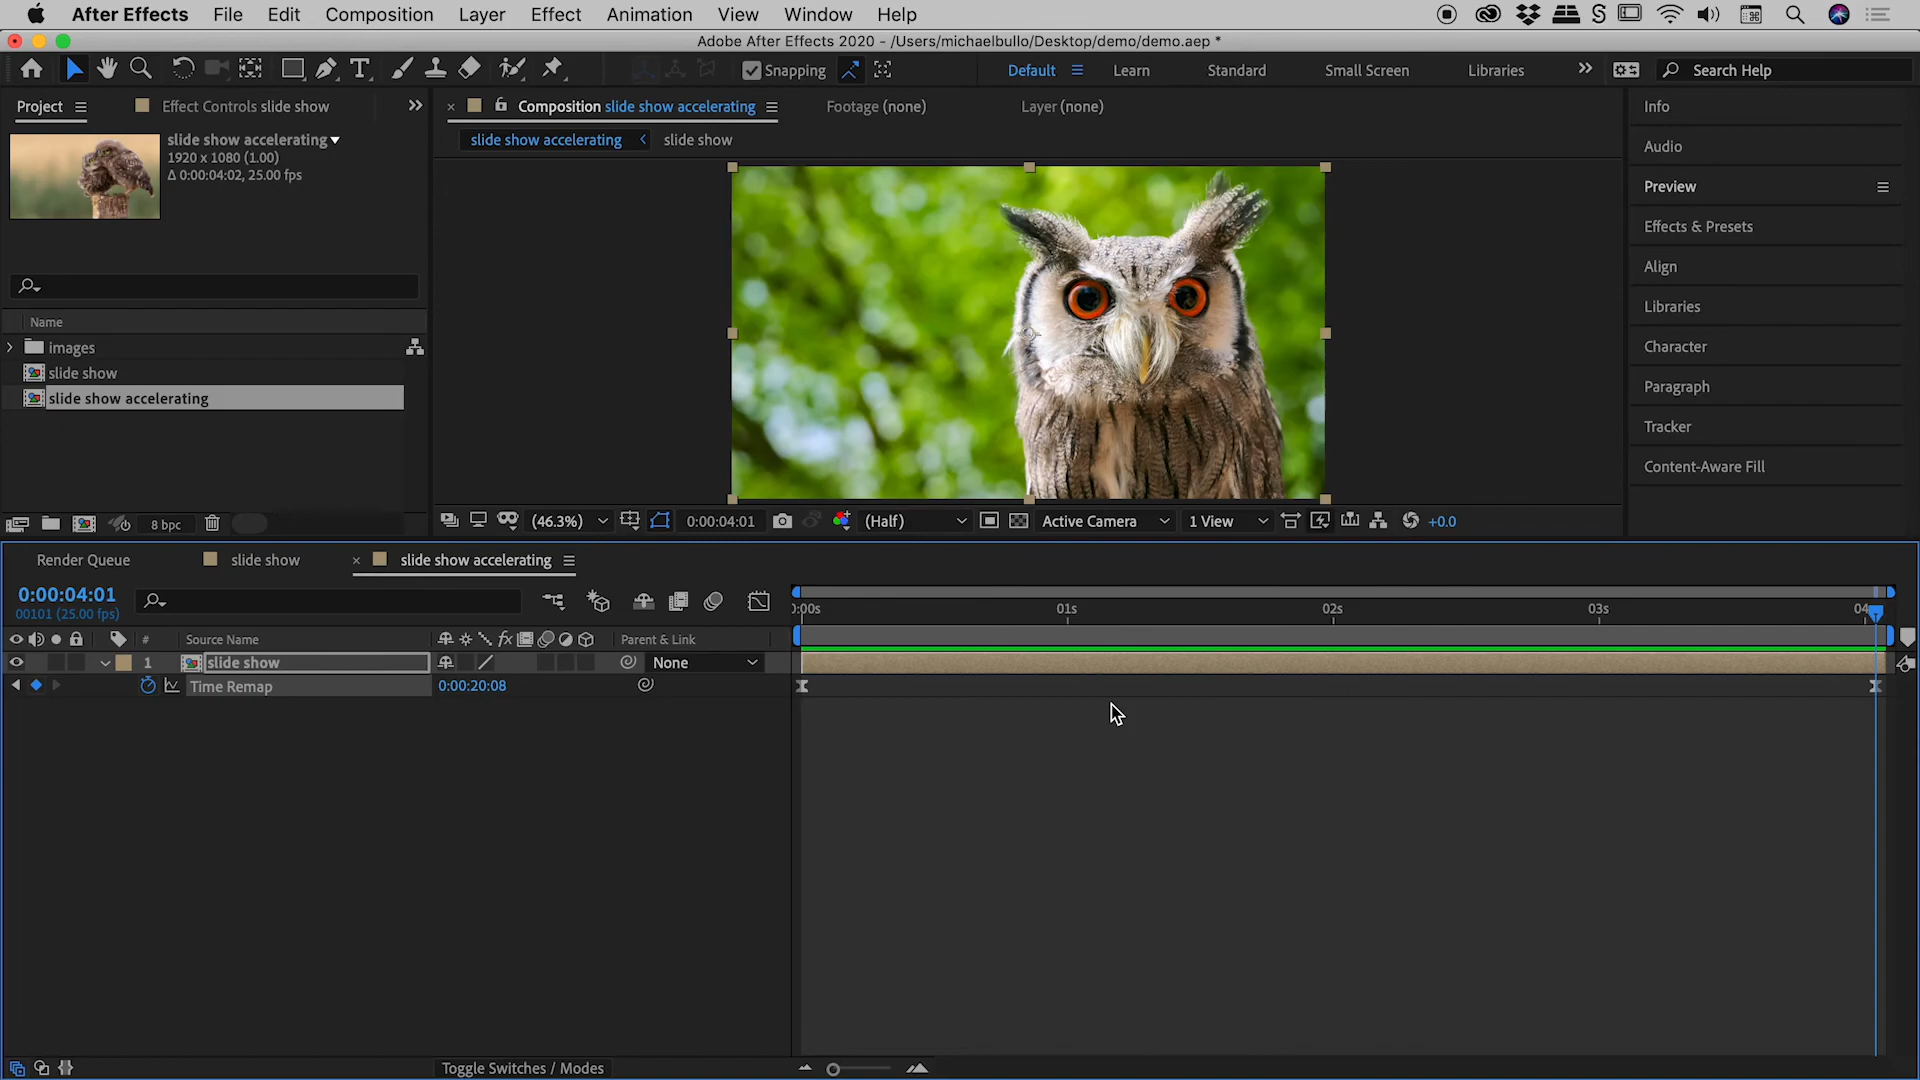 After Effects File Edit Composition Layer Effect Animation View Window Help
Adobe After Effects 2020 - /Users/michaelbullo/Desktop/demo/demo.aep *
Snapping Default Learn Standard Small Screen Libraries Search Help
Project Effect Controls slide show
Composition slide show accelerating Footage (none) Layer (none)
slide show accelerating slide show
slide show accelerating
1920 x 1080 (1.00)
Δ 0:00:04:02, 25.00 fps
Name
images
slide show
slide show accelerating
8 bpc
(46.3%) 0:00:04:01 (Half) Active Camera 1 View +0.0
Info
Audio
Preview
Effects & Presets
Align
Libraries
Character
Paragraph
Tracker
Content-Aware Fill
Render Queue slide show slide show accelerating
0:00:04:01
00101 (25.00 fps)
0:00s 01s 02s 03s 04
# Source Name fx Parent & Link
1 slide show None
Time Remap 0:00:20:08
Toggle Switches / Modes